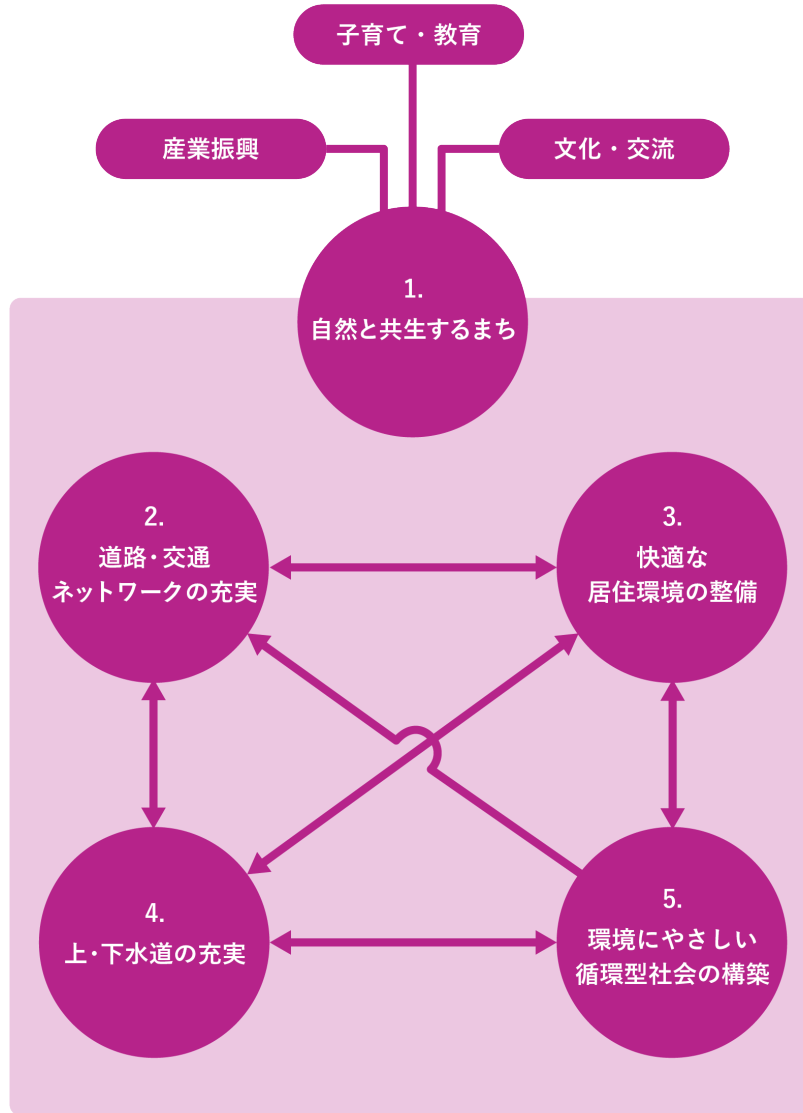 子育て・教育
産業振興
文化・交流
1.
自然と共生するまち
2.
道路・交通
ネットワークの充実
3.
快適な
居住環境の整備
4.
上・下水道の充実
5.
環境にやさしい
循環型社会の構築